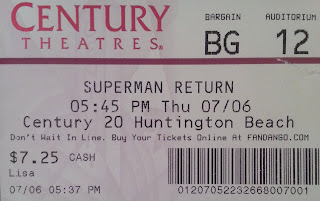 CENTURY
THEATRES®
BARGAIN
BG
AUDITORIUM
12
SUPERMAN RETURN
05:45 PM Thu 07/06
Century 20 Huntington Beach
Don't Wait In Line. Buy Your Tickets Online At FANDANGO.COM
$7.25 CASH
Lisa
07/06 05:37 PM
01207052232668007001